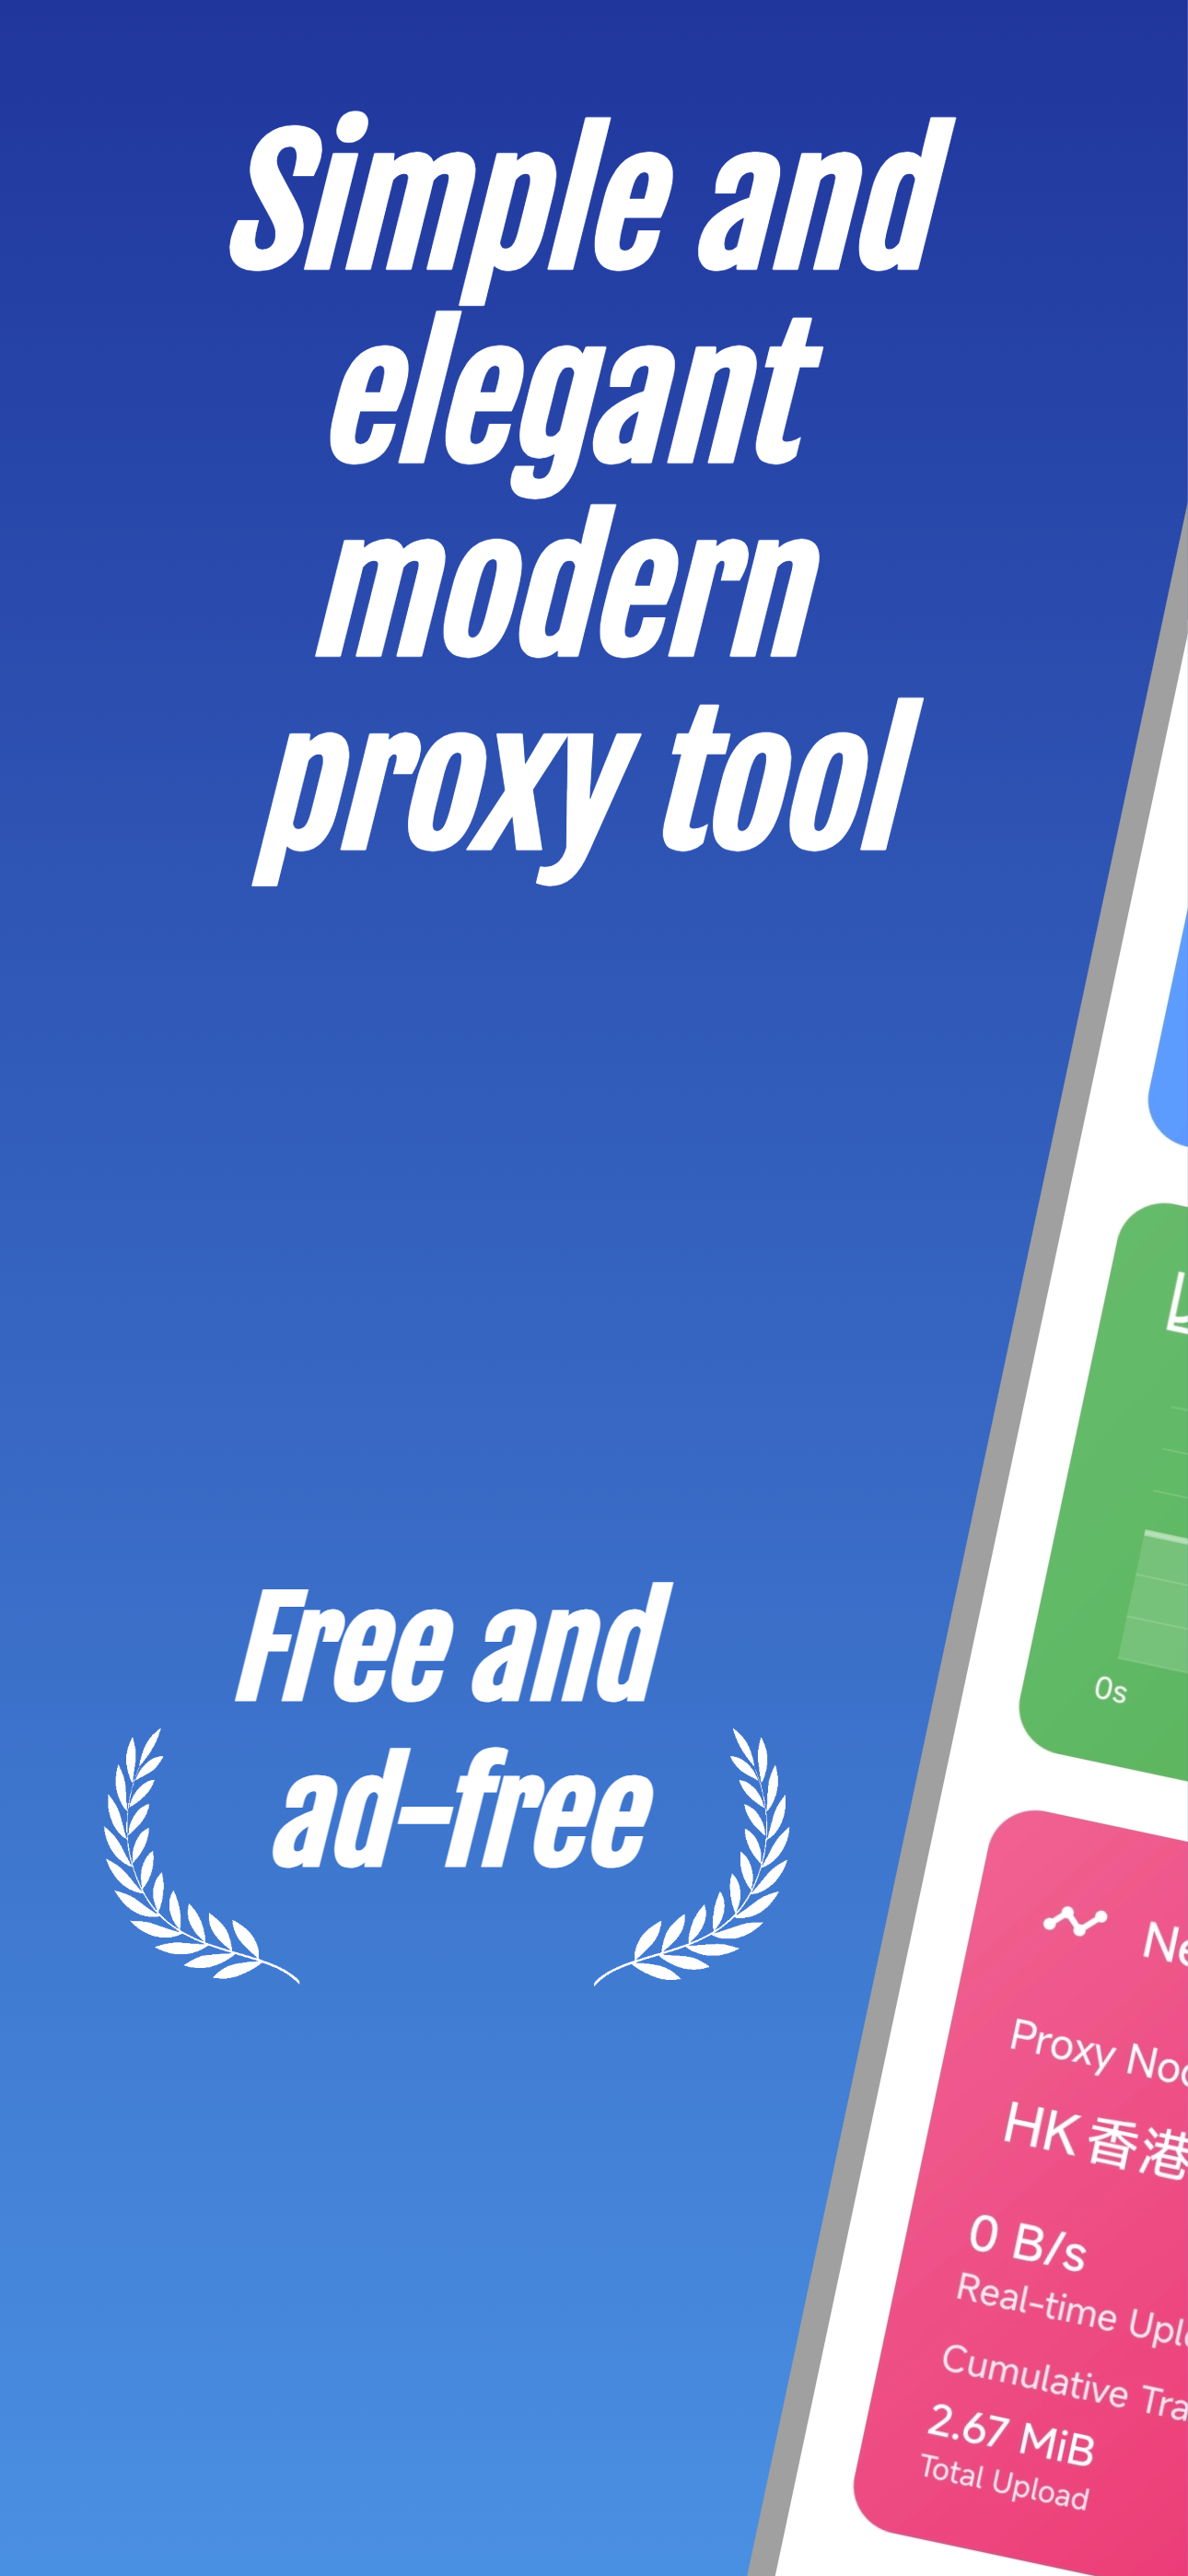 Simple and
elegant
modern
proxy tool
Free and
ad-free
0s
Proxy
HK 香港
0 B/s
Real-time
Cumulative
2.67 MiB
Total Upload